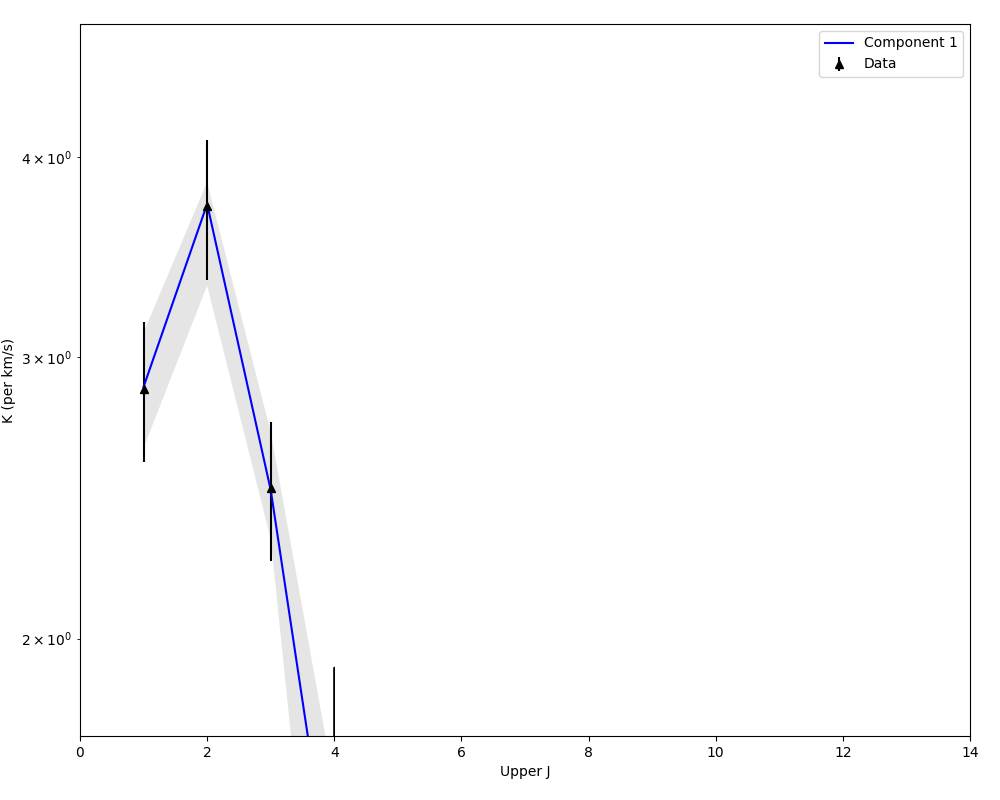 Component 1
Data
4 × 10⁰
3 × 10⁰
2 × 10⁰
K (per km/s)
0 2 4 6 8 10 12 14
Upper J